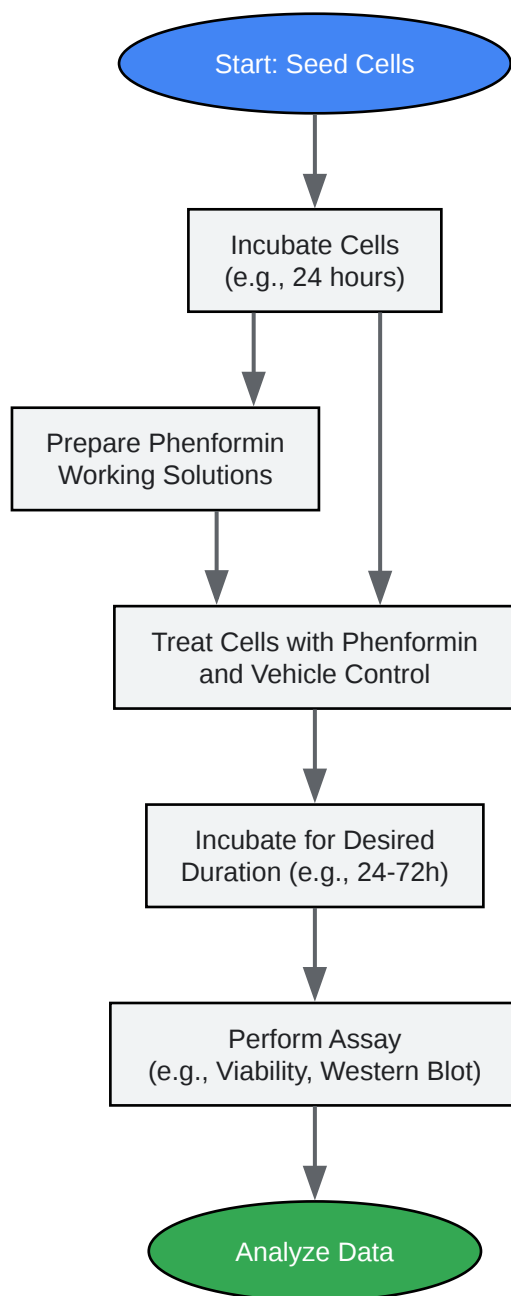 Start: Seed Cells
Incubate Cells
(e.g., 24 hours)
Prepare Phenformin
Working Solutions
Treat Cells with Phenformin
and Vehicle Control
Incubate for Desired
Duration (e.g., 24-72h)
Perform Assay
(e.g., Viability, Western Blot)
Analyze Data